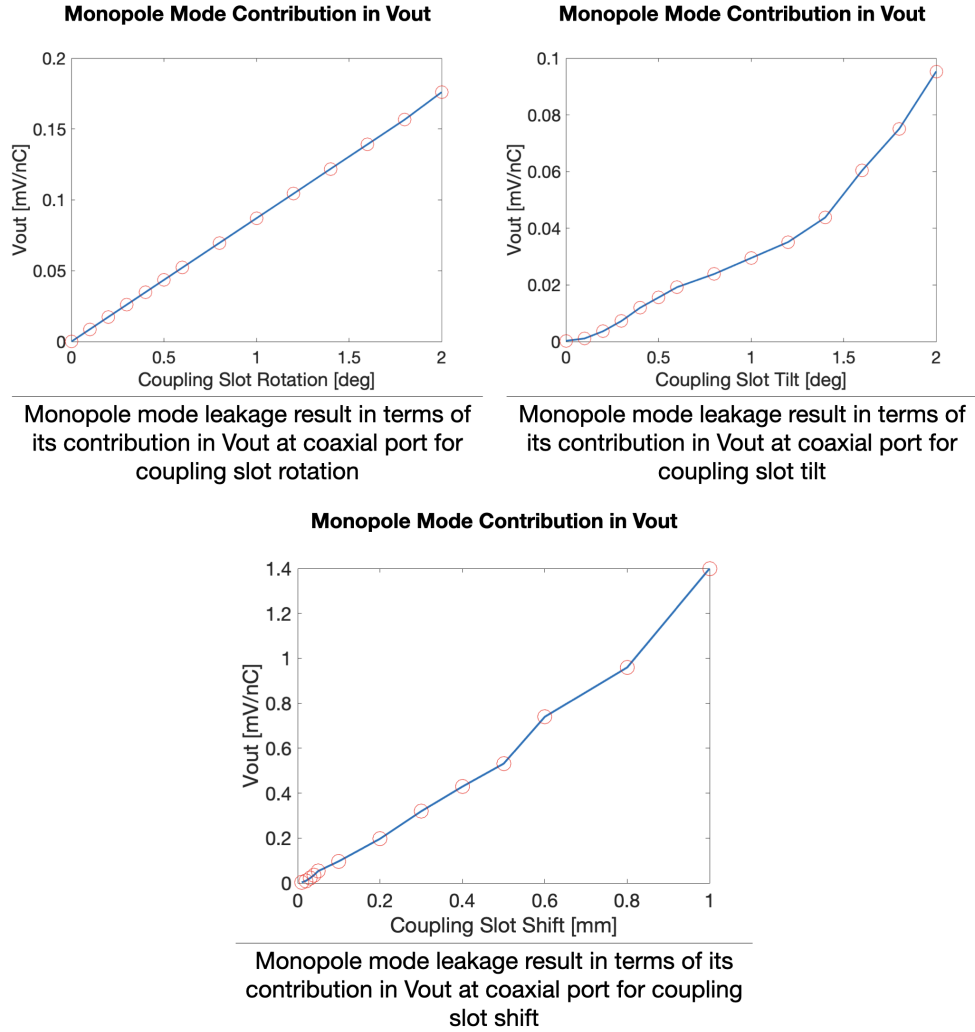 Monopole Mode Contribution in Vout
0.2
0.15
0.1
0.05
0
Vout [mV/nC]
0
0.5
1
1.5
2
Coupling Slot Rotation [deg]
Monopole mode leakage result in terms of
its contribution in Vout at coaxial port for
coupling slot rotation
Monopole Mode Contribution in Vout
0.1
0.08
0.06
0.04
0.02
0
Vout [mV/nC]
0
0.5
1
1.5
2
Coupling Slot Tilt [deg]
Monopole mode leakage result in terms of
its contribution in Vout at coaxial port for
coupling slot tilt
Monopole Mode Contribution in Vout
1.4
1.2
1
0.8
0.6
0.4
0.2
0
Vout [mV/nC]
0
0.2
0.4
0.6
0.8
1
Coupling Slot Shift [mm]
Monopole mode leakage result in terms of its
contribution in Vout at coaxial port for coupling
slot shift